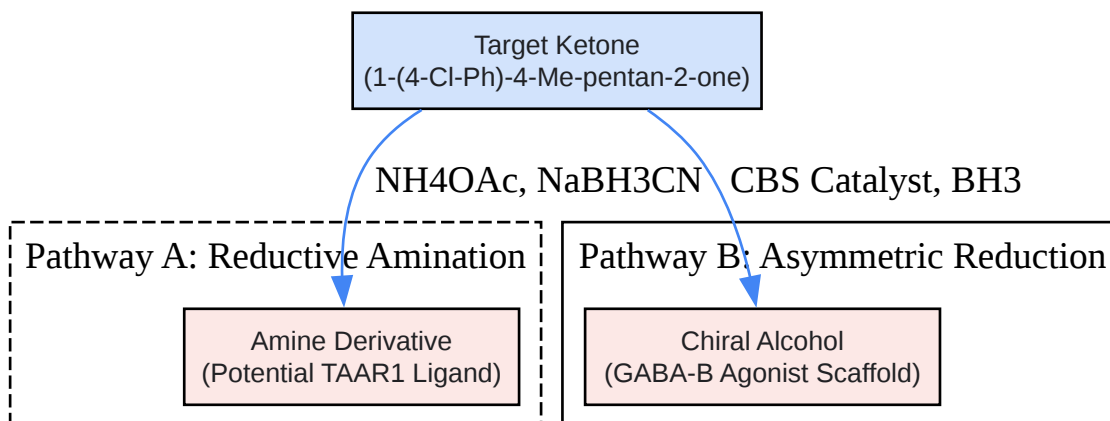 Target Ketone
(1-(4-Cl-Ph)-4-Me-pentan-2-one)
NH4OAc, NaBH3CN
CBS Catalyst, BH3
Pathway A: Reductive Amination
Pathway B: Asymmetric Reduction
Amine Derivative
(Potential TAAR1 Ligand)
Chiral Alcohol
(GABA-B Agonist Scaffold)